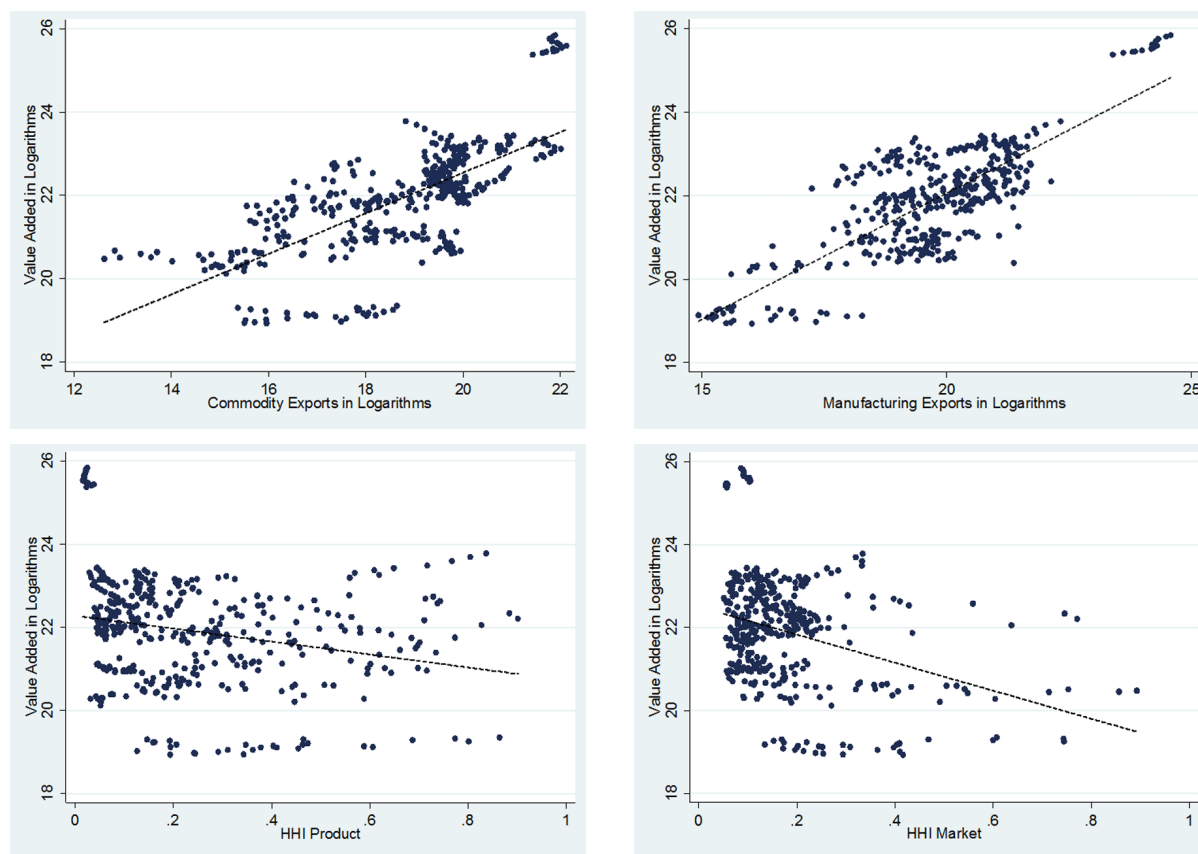 Value Added in Logarithms
26
24
22
20
18
12 14 16 18 20 22
Commodity Exports in Logarithms
Value Added in Logarithms
26
24
22
20
18
15 20 25
Manufacturing Exports in Logarithms
Value Added in Logarithms
26
24
22
20
18
0 .2 .4 .6 .8 1
HHI Product
Value Added in Logarithms
26
24
22
20
18
0 .2 .4 .6 .8 1
HHI Market